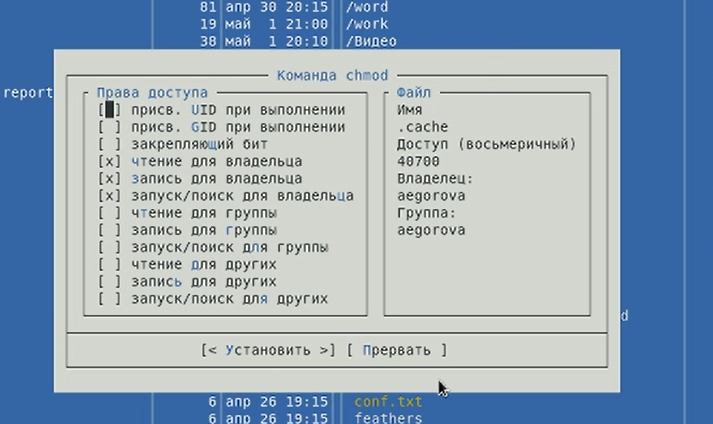 81 апр 30 20:15 /word
19 май 1 21:00 /work
38 май 1 20:10 /Видео
report
Команда chmod
Права доступа
[ ] присв. UID при выполнении
[ ] присв. GID при выполнении
[ ] закрепляющий бит
[x] чтение для владельца
[x] запись для владельца
[x] запуск/поиск для владельца
[ ] чтение для группы
[ ] запись для группы
[ ] запуск/поиск для группы
[ ] чтение для других
[ ] запись для других
[ ] запуск/поиск для других
Файл
Имя
.cache
Доступ (восьмеричный)
40700
Владелец:
aegorova
Группа:
aegorova
d
[< Установить >] [ Прервать ]
6 апр 26 19:15 conf.txt
6 апр 26 19:15 feathers